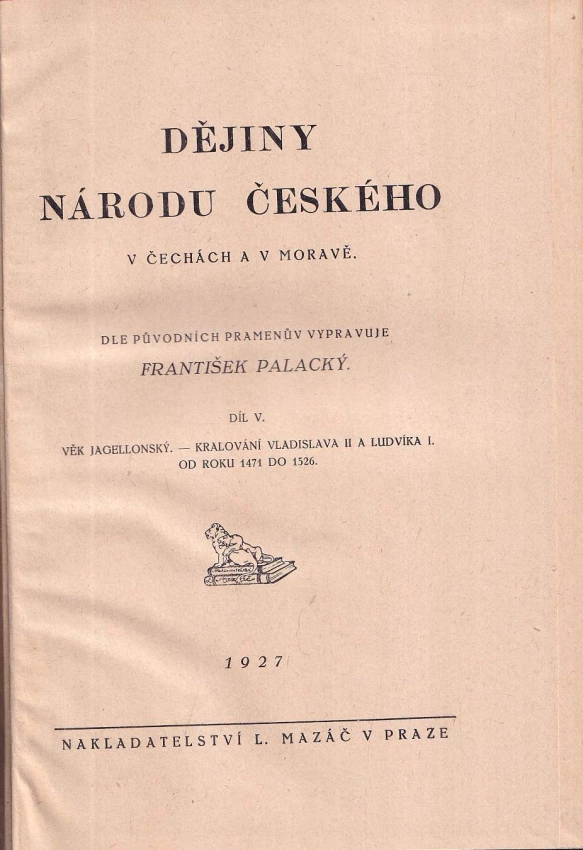 DĚJINY
NÁRODU ČESKÉHO
V ČECHÁCH A V MORAVĚ.
DLE PŮVODNÍCH PRAMENŮV VYPRAVUJE
FRANTIŠEK PALACKÝ.
DÍL V.
VĚK JAGELLONSKÝ. — KRALOVÁNÍ VLADISLAVA II A LUDVÍKA I.
OD ROKU 1471 DO 1526.
1927
NAKLADATELSTVÍ L. MAZÁČ V PRAZE